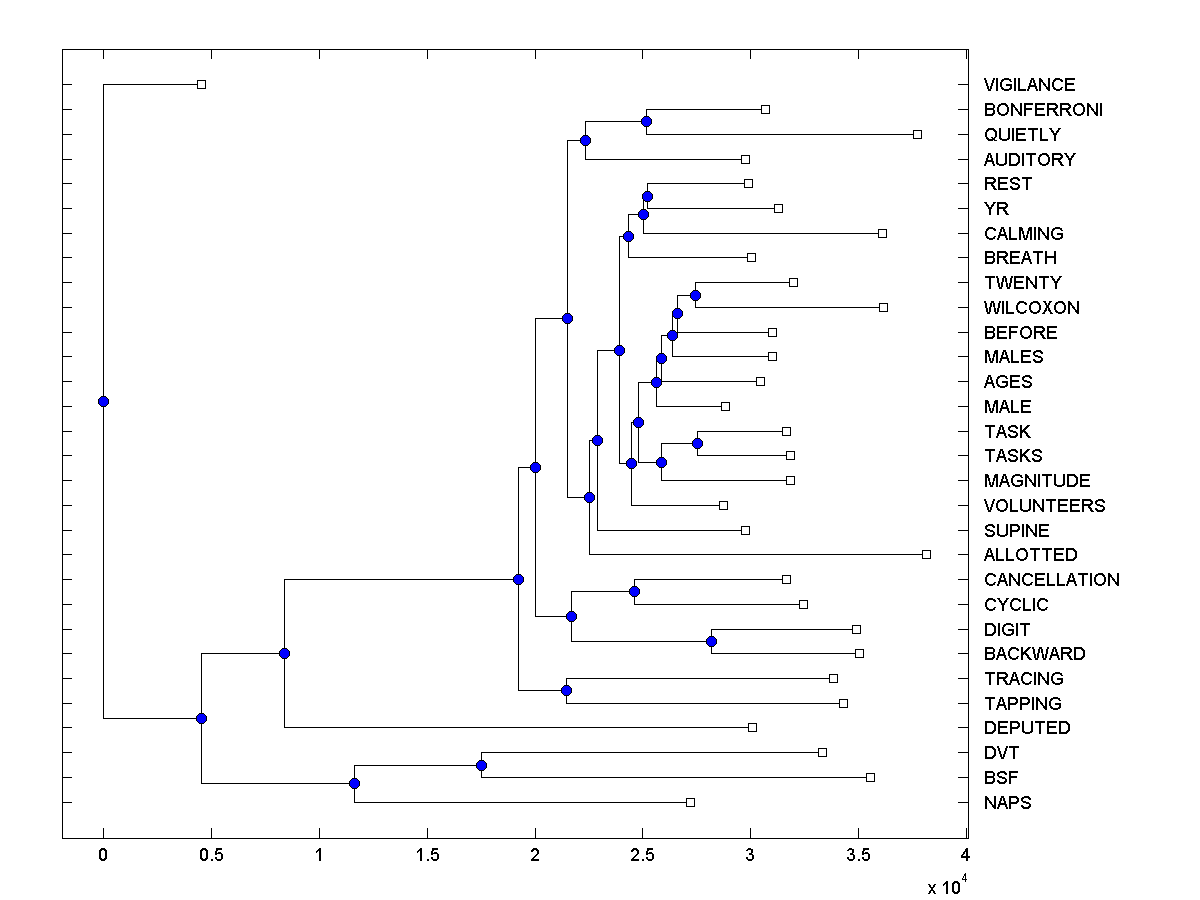 VIGILANCE
BONFERRONI
QUIETLY
AUDITORY
REST
YR
CALMING
BREATH
TWENTY
WILCOXON
BEFORE
MALES
AGES
MALE
TASK
TASKS
MAGNITUDE
VOLUNTEERS
SUPINE
ALLOTTED
CANCELLATION
CYCLIC
DIGIT
BACKWARD
TRACING
TAPPING
DEPUTED
DVT
BSF
NAPS
0 0.5 1 1.5 2 2.5 3 3.5 4
x 10^4